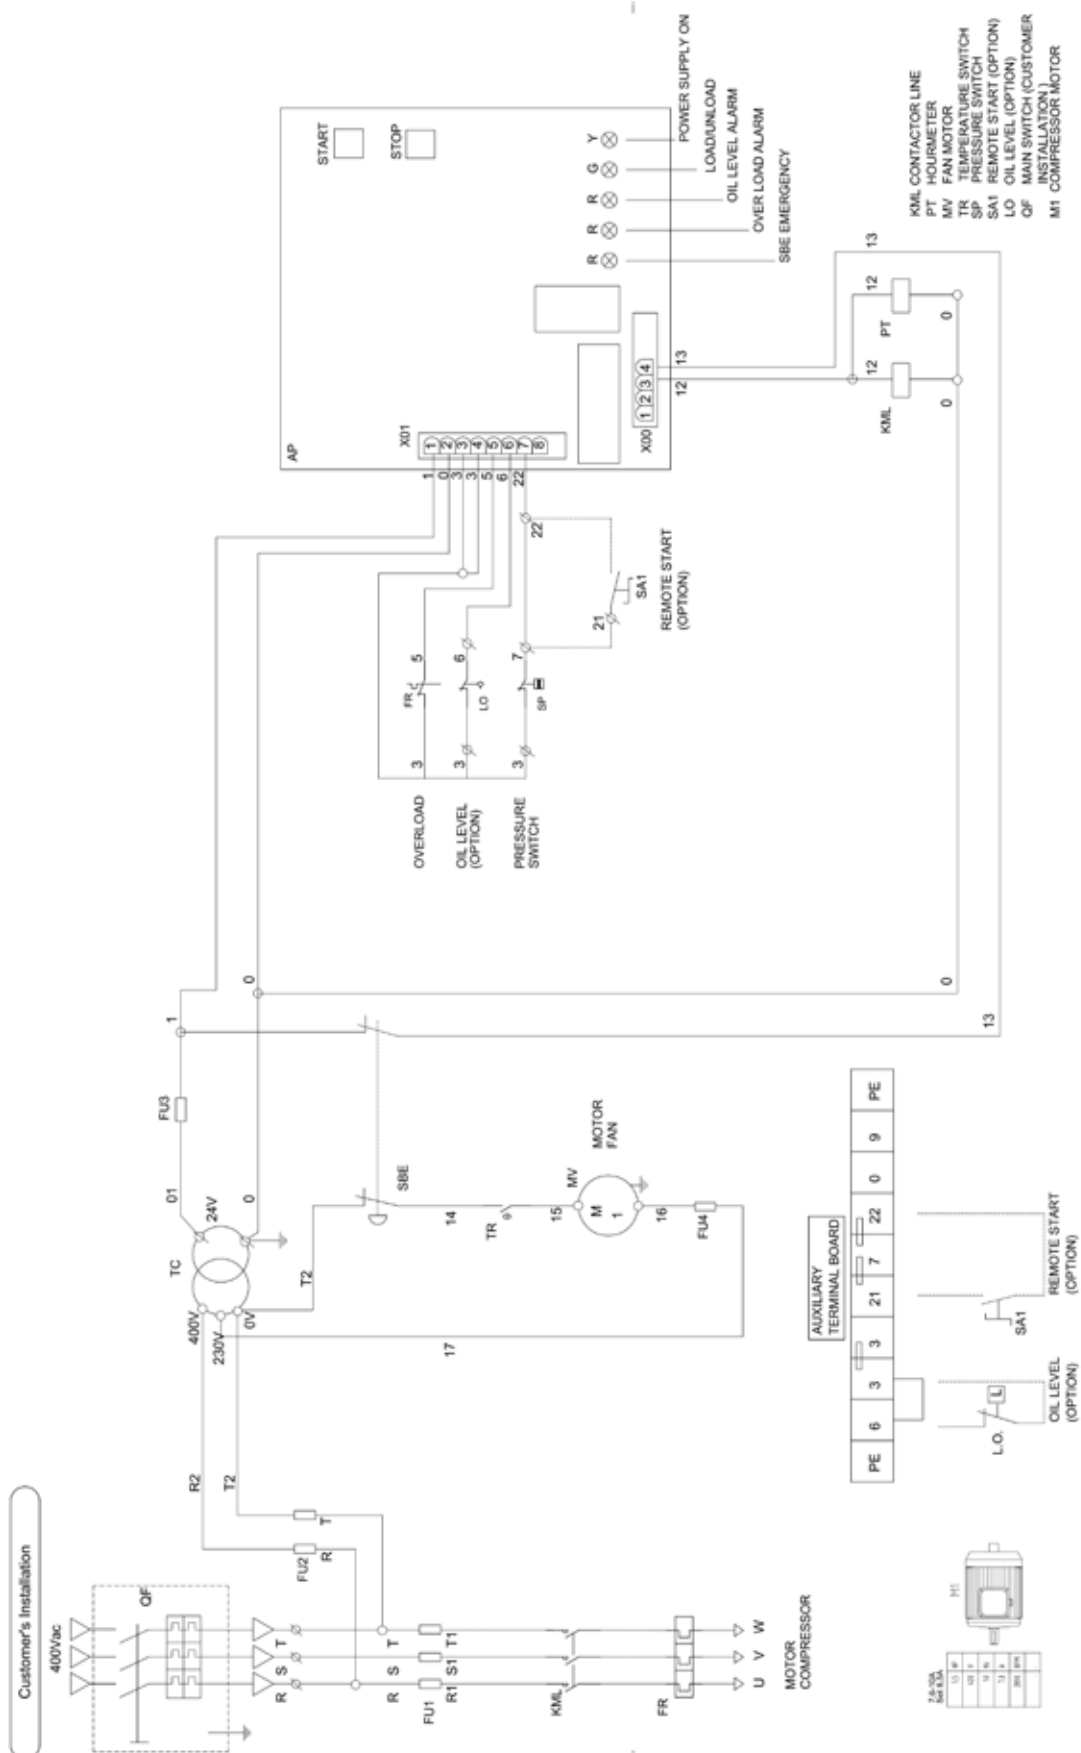 Customer's Installation
400Vac
QF
R
S
T
FU2
R
T
R2
T2
R
S
T
FU1
R1
S1
T1
KML
FR
U
V
W
MOTOR
COMPRESSOR
400V
230V
0V
TC
24V
01
0
FU3
1
0
T2
SBE
14
TR
15
MV
M
1
MOTOR
FAN
16
FU4
17
13
0
OVERLOAD
OIL LEVEL
(OPTION)
PRESSURE
SWITCH
3
3
3
FR
LO
SP
5
6
7
22
21
SA1
REMOTE START
(OPTION)
AP
X01
1
2
3
4
5
6
7
8
1
0
3
3
5
6
22
START
STOP
R
R
R
G
Y
POWER SUPPLY ON
LOAD/UNLOAD
OIL LEVEL ALARM
OVER LOAD ALARM
SBE EMERGENCY
X00
1
2
3
4
12
13
KML
12
0
PT
12
0
13
KML CONTACTOR LINE
PT HOURMETER
MV FAN MOTOR
TR TEMPERATURE SWITCH
SP PRESSURE SWITCH
SA1 REMOTE START (OPTION)
LO OIL LEVEL (OPTION)
QF MAIN SWITCH (CUSTOMER
INSTALLATION )
M1 COMPRESSOR MOTOR
AUXILIARY
TERMINAL BOARD
PE 6 3 3 21 7 22 0 9 PE
L.O.
L
OIL LEVEL
(OPTION)
SA1
REMOTE START
(OPTION)